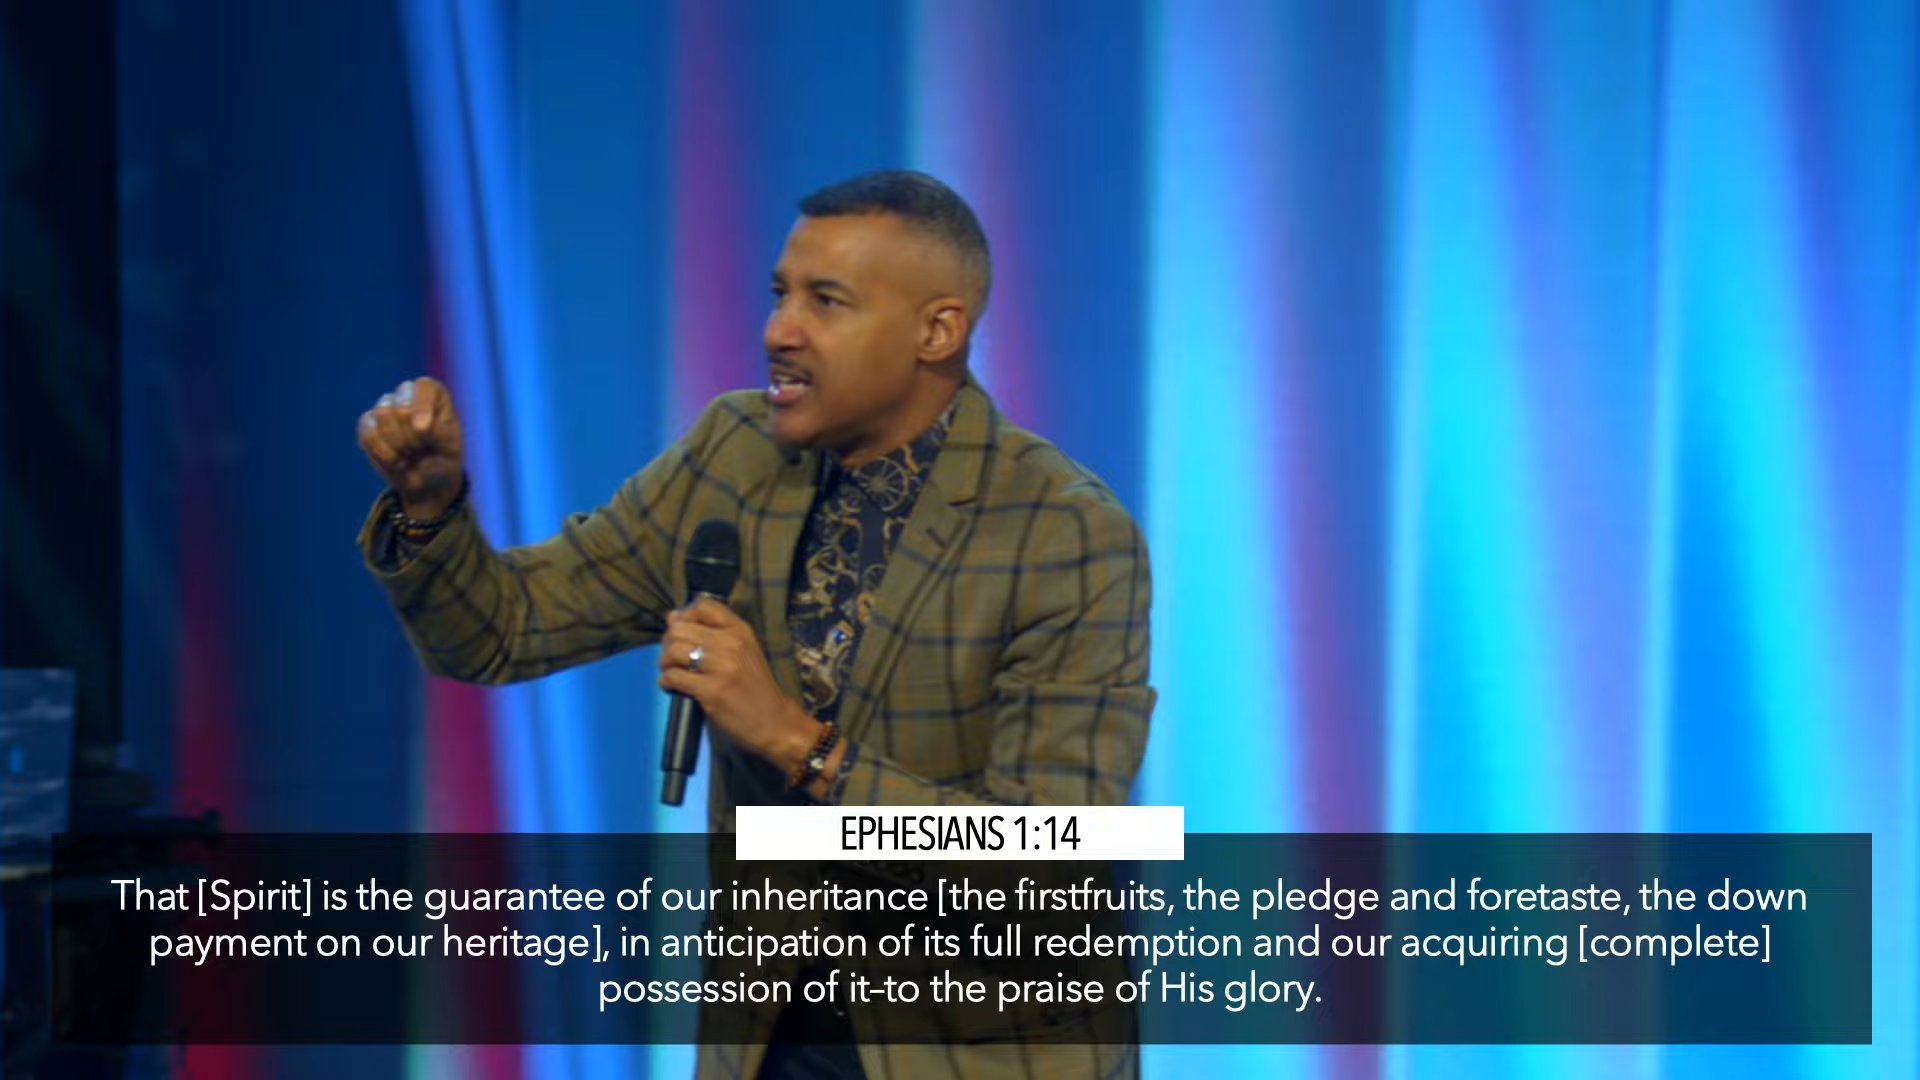 EPHESIANS 1:14
That [Spirit] is the guarantee of our inheritance [the firstfruits, the pledge and foretaste, the down
payment on our heritage], in anticipation of its full redemption and our acquiring [complete]
possession of it–to the praise of His glory.